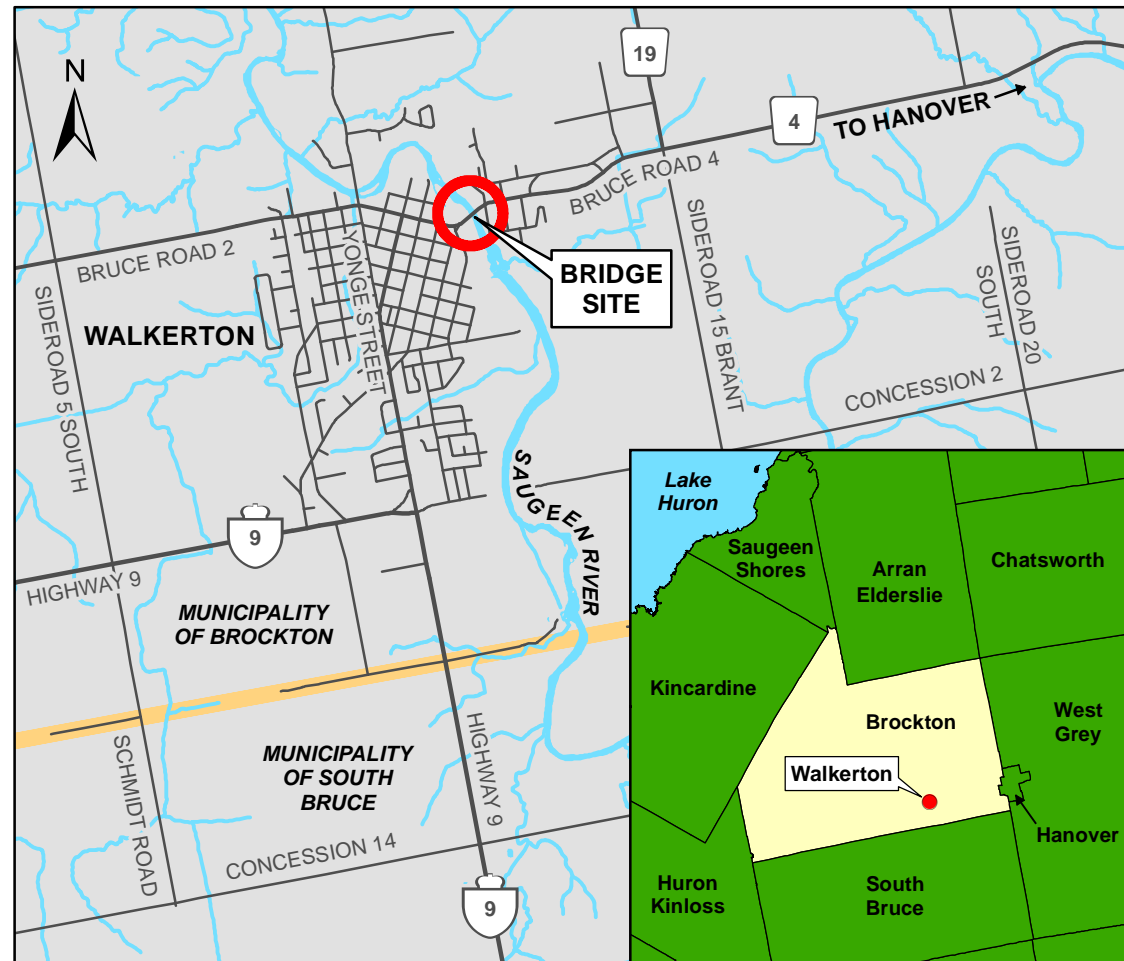 N
19
4
TO HANOVER
BRUCE ROAD 4
BRUCE ROAD 2
YONGE STREET
BRIDGE
SITE
SIDEROAD 5 SOUTH
WALKERTON
SIDEROAD 15 BRANT
SIDEROAD 20
SOUTH
CONCESSION 2
SAUGEEN RIVER
9
HIGHWAY 9
MUNICIPALITY
OF BROCKTON
MUNICIPALITY
OF SOUTH
BRUCE
HIGHWAY 9
SCHMIDT ROAD
CONCESSION 14
9
Lake
Huron
Saugeen
Shores
Arran
Elderslie
Chatsworth
Kincardine
Brockton
West
Grey
Walkerton
Hanover
Huron
Kinloss
South
Bruce